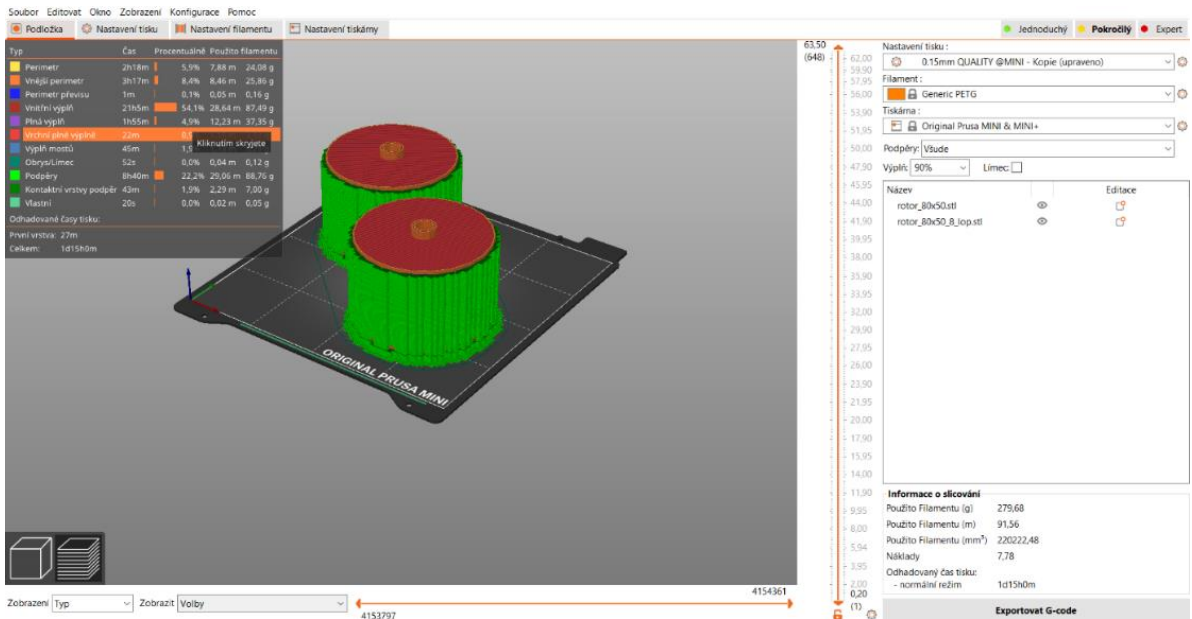 Soubor Editovat Okno Zobrazení Konfigurace Pomoc
Podložka Nastavení tisku Nastavení filamentu Nastavení tiskárny Jednoduchý Pokročilý Expert
Typ Čas Procentuálně Použito filamentu
Perimetr 2h18m 5,9% 7,88 m 24,08 g
Vnější perimetr 3h17m 8,4% 8,46 m 25,86 g
Perimetr převisu 1m 0,1% 0,05 m 0,16 g
Vnitřní výplň 21h5m 54,1% 28,64 m 87,49 g
Plná výplň 1h55m 4,9% 12,23 m 37,35 g
Vrchní plné výplně 22m
Kliknutím skryjete
Výplň mostů 45m
Obrys/Límec 52s 0,0% 0,04 m 0,12 g
Podpěry 8h40m 22,2% 29,06 m 88,76 g
Kontaktní vrstvy podpěr 43m 1,9% 2,29 m 7,00 g
Vlastní 20s 0,0% 0,02 m 0,05 g
Odhadované časy tisku:
První vrstva: 27m
Celkem: 1d15h0m
ORIGINAL PRUSA MINI
63,50
(648)
62,00
59,90
57,95
56,00
53,90
51,95
50,00
47,90
45,95
44,00
41,90
39,95
38,00
35,90
33,95
32,00
29,90
27,95
26,00
23,90
21,95
20,00
17,90
15,95
14,00
11,90
9,95
8,00
5,94
3,95
2,00
0,20
(1)
Nastavení tisku :
0.15mm QUALITY @MINI - Kopie (upraveno)
Filament :
Generic PETG
Tiskárna :
Original Prusa MINI & MINI+
Podpěry: Všude
Výplň: 90% Límec:
Název Editace
rotor_80x50.stl
rotor_80x50_8_lop.stl
Informace o slicování
Použito Filamentu (g) 279,68
Použito Filamentu (m) 91,56
Použito Filamentu (mm³) 220222,48
Náklady 7,78
Odhadovaný čas tisku:
- normální režim 1d15h0m
Exportovat G-code
Zobrazení Typ Zobrazit Volby
4154361
4153797